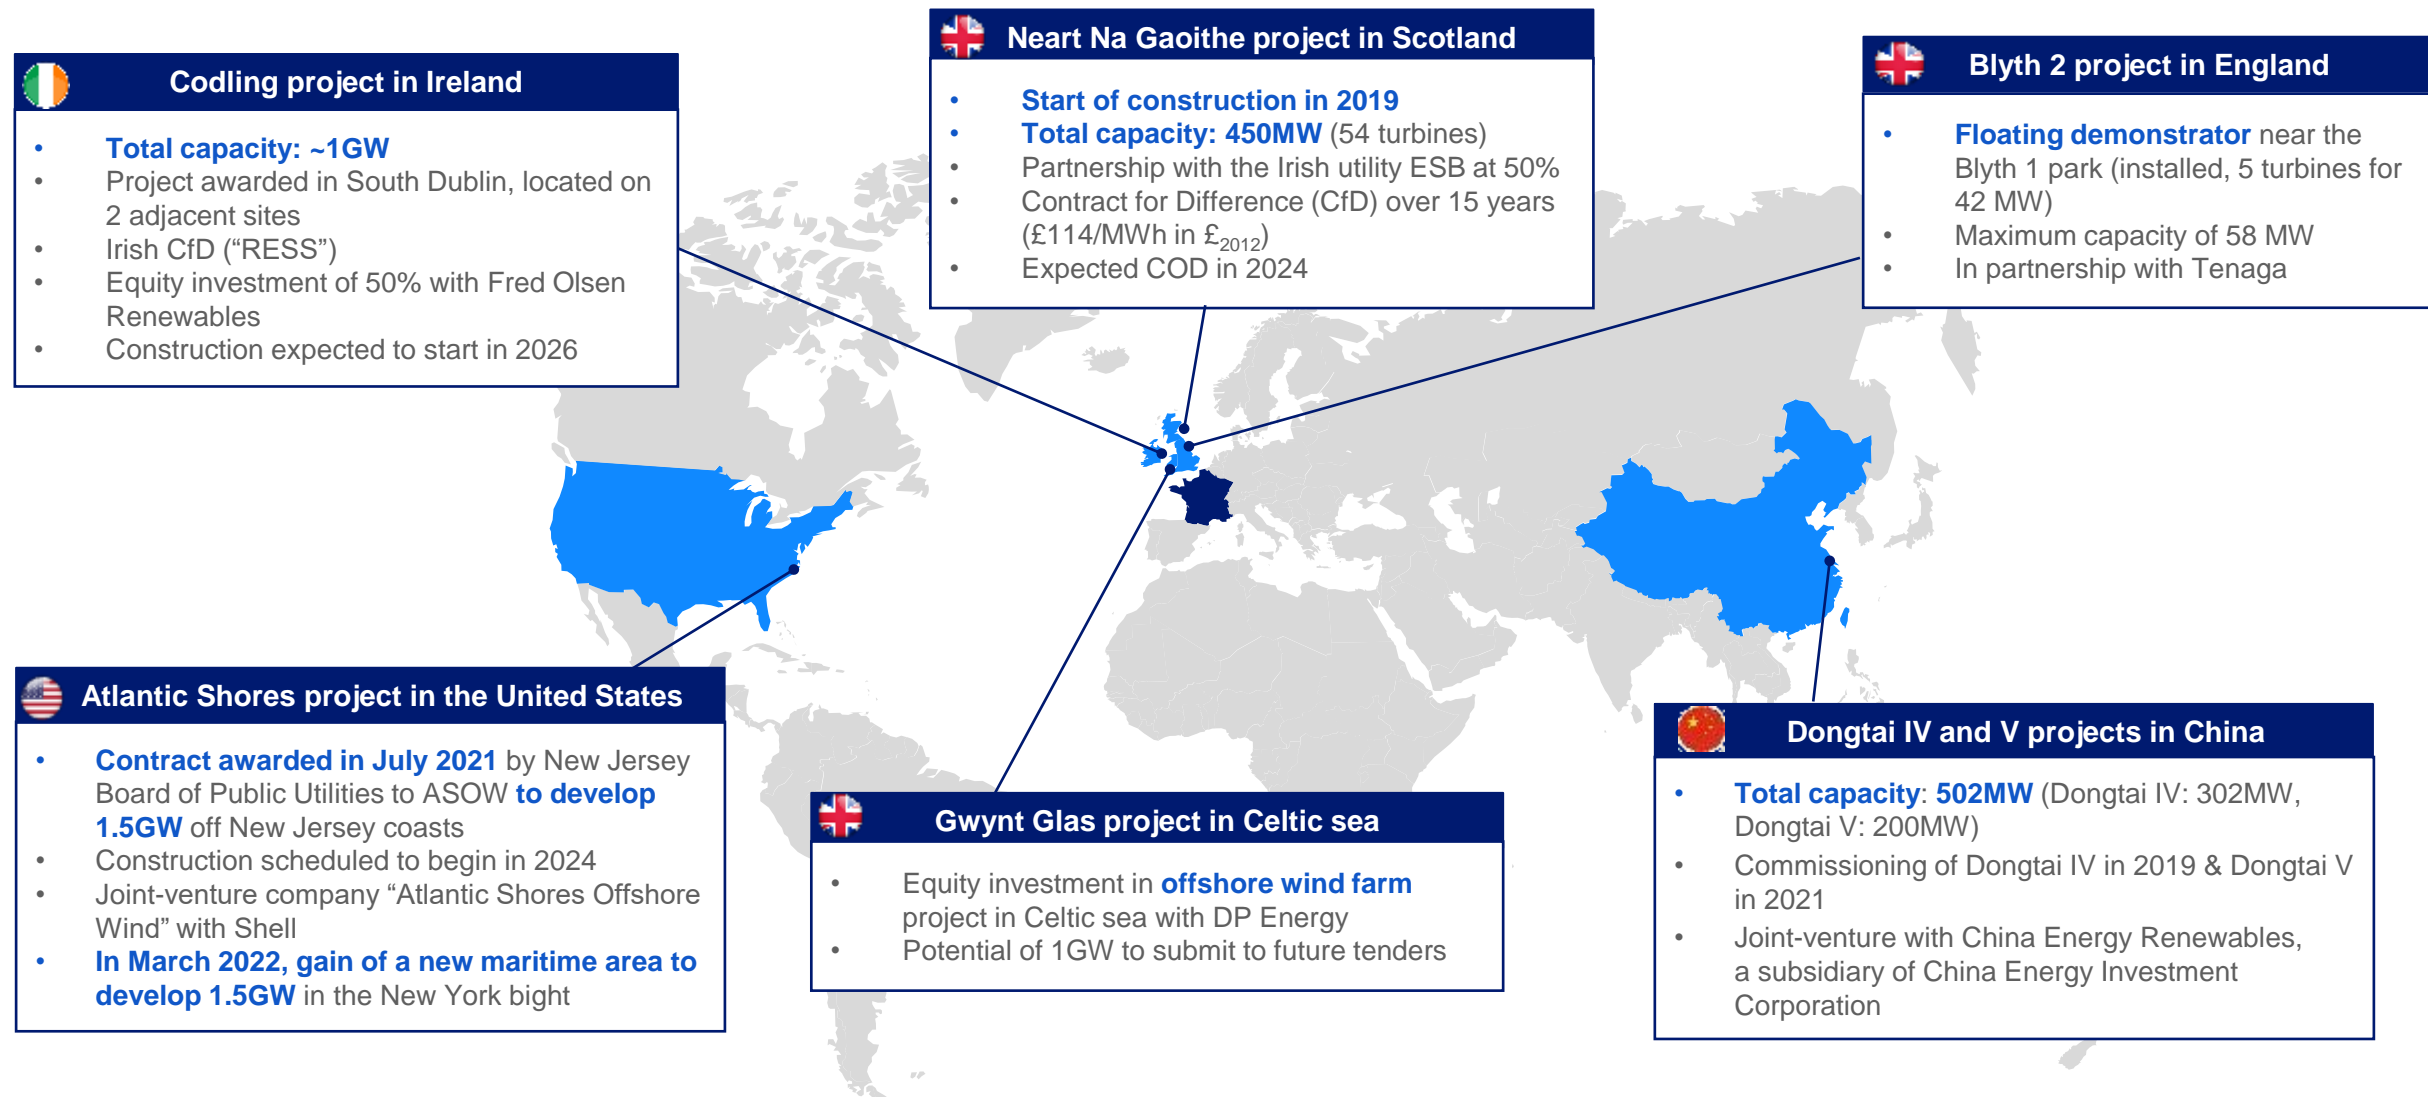 Codling project in Ireland
• Total capacity: ~1GW
• Project awarded in South Dublin, located on
2 adjacent sites
• Irish CfD (“RESS”)
• Equity investment of 50% with Fred Olsen
Renewables
• Construction expected to start in 2026
Neart Na Gaoithe project in Scotland
• Start of construction in 2019
• Total capacity: 450MW (54 turbines)
• Partnership with the Irish utility ESB at 50%
• Contract for Difference (CfD) over 15 years
(£114/MWh in £2012)
• Expected COD in 2024
Blyth 2 project in England
• Floating demonstrator near the
Blyth 1 park (installed, 5 turbines for
42 MW)
• Maximum capacity of 58 MW
• In partnership with Tenaga
Atlantic Shores project in the United States
• Contract awarded in July 2021 by New Jersey
Board of Public Utilities to ASOW to develop
1.5GW off New Jersey coasts
• Construction scheduled to begin in 2024
• Joint-venture company “Atlantic Shores Offshore
Wind” with Shell
• In March 2022, gain of a new maritime area to
develop 1.5GW in the New York bight
Gwynt Glas project in Celtic sea
• Equity investment in offshore wind farm
project in Celtic sea with DP Energy
• Potential of 1GW to submit to future tenders
Dongtai IV and V projects in China
• Total capacity: 502MW (Dongtai IV: 302MW,
Dongtai V: 200MW)
• Commissioning of Dongtai IV in 2019 & Dongtai V
in 2021
• Joint-venture with China Energy Renewables,
a subsidiary of China Energy Investment
Corporation